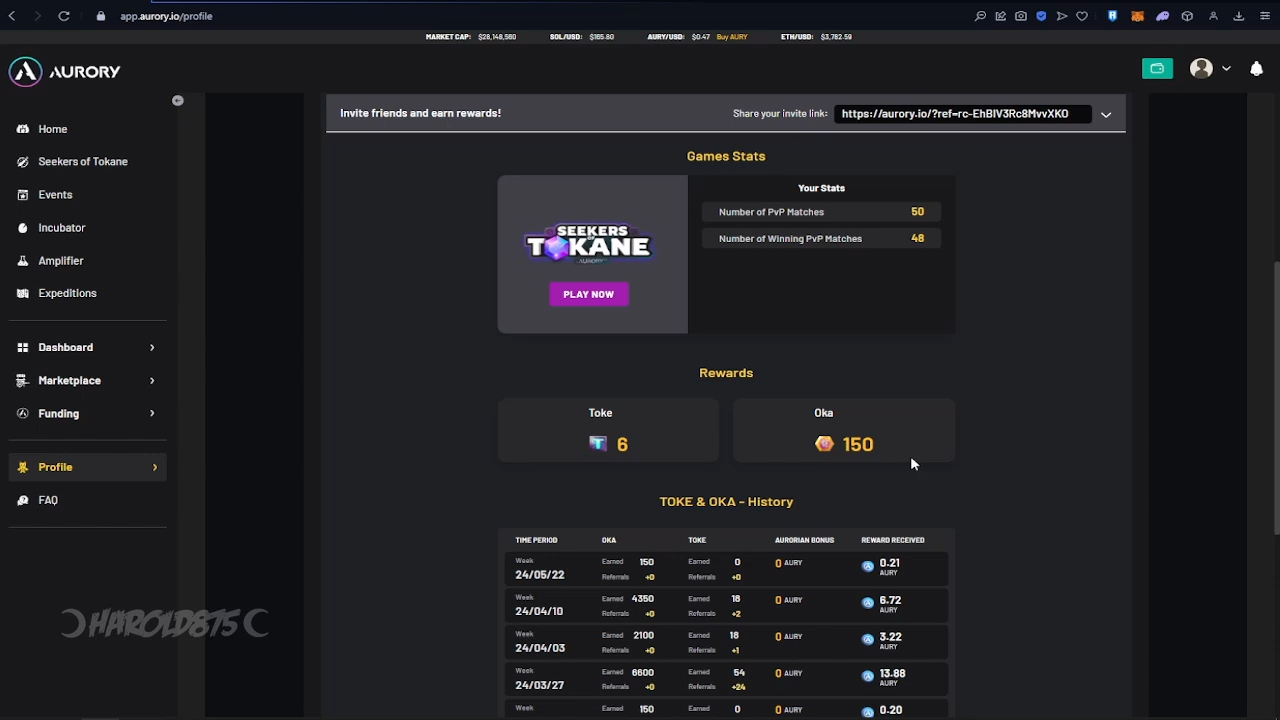 app.aurory.io/profile
MARKET CAP: $28,148,560 SOL/USD: $165.80 AURY/USD: $0.47 Buy AURY ETH/USD: $3,782.59
AURORY
Home
Seekers of Tokane
Events
Incubator
Amplifier
Expeditions
Dashboard
Marketplace
Funding
Profile
FAQ
Invite friends and earn rewards! Share your invite link: https://aurory.io/?ref=rc-EhBlV3Rc8MvvXKO
Games Stats
SEEKERS
OF
TOKANE
AURORY
PLAY NOW
Your Stats
Number of PvP Matches 50
Number of Winning PvP Matches 48
Rewards
Toke Oka
T 6 150
TOKE & OKA - History
TIME PERIOD OKA TOKE AURORIAN BONUS REWARD RECEIVED
Week Earned 150 Earned 0 0 AURY 0.21
24/05/22 Referrals +0 Referrals +0 AURY
Week Earned 4350 Earned 18 0 AURY 6.72
24/04/10 Referrals +0 Referrals +2 AURY
Week Earned 2100 Earned 18 0 AURY 3.22
24/04/03 Referrals +0 Referrals +1 AURY
Week Earned 6600 Earned 54 0 AURY 13.88
24/03/27 Referrals +0 Referrals +24 AURY
Week Earned 150 Earned 0 0 AURY 0.20
HAROLD875